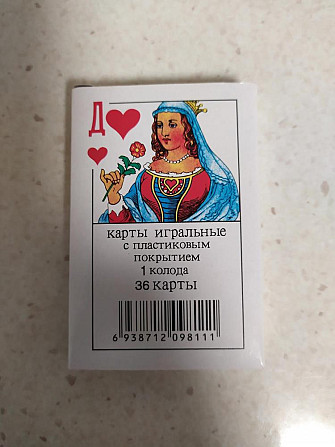 Д
карты игральные
с пластиковым
покрытием
1 колода
36 карты
6 938712 098111